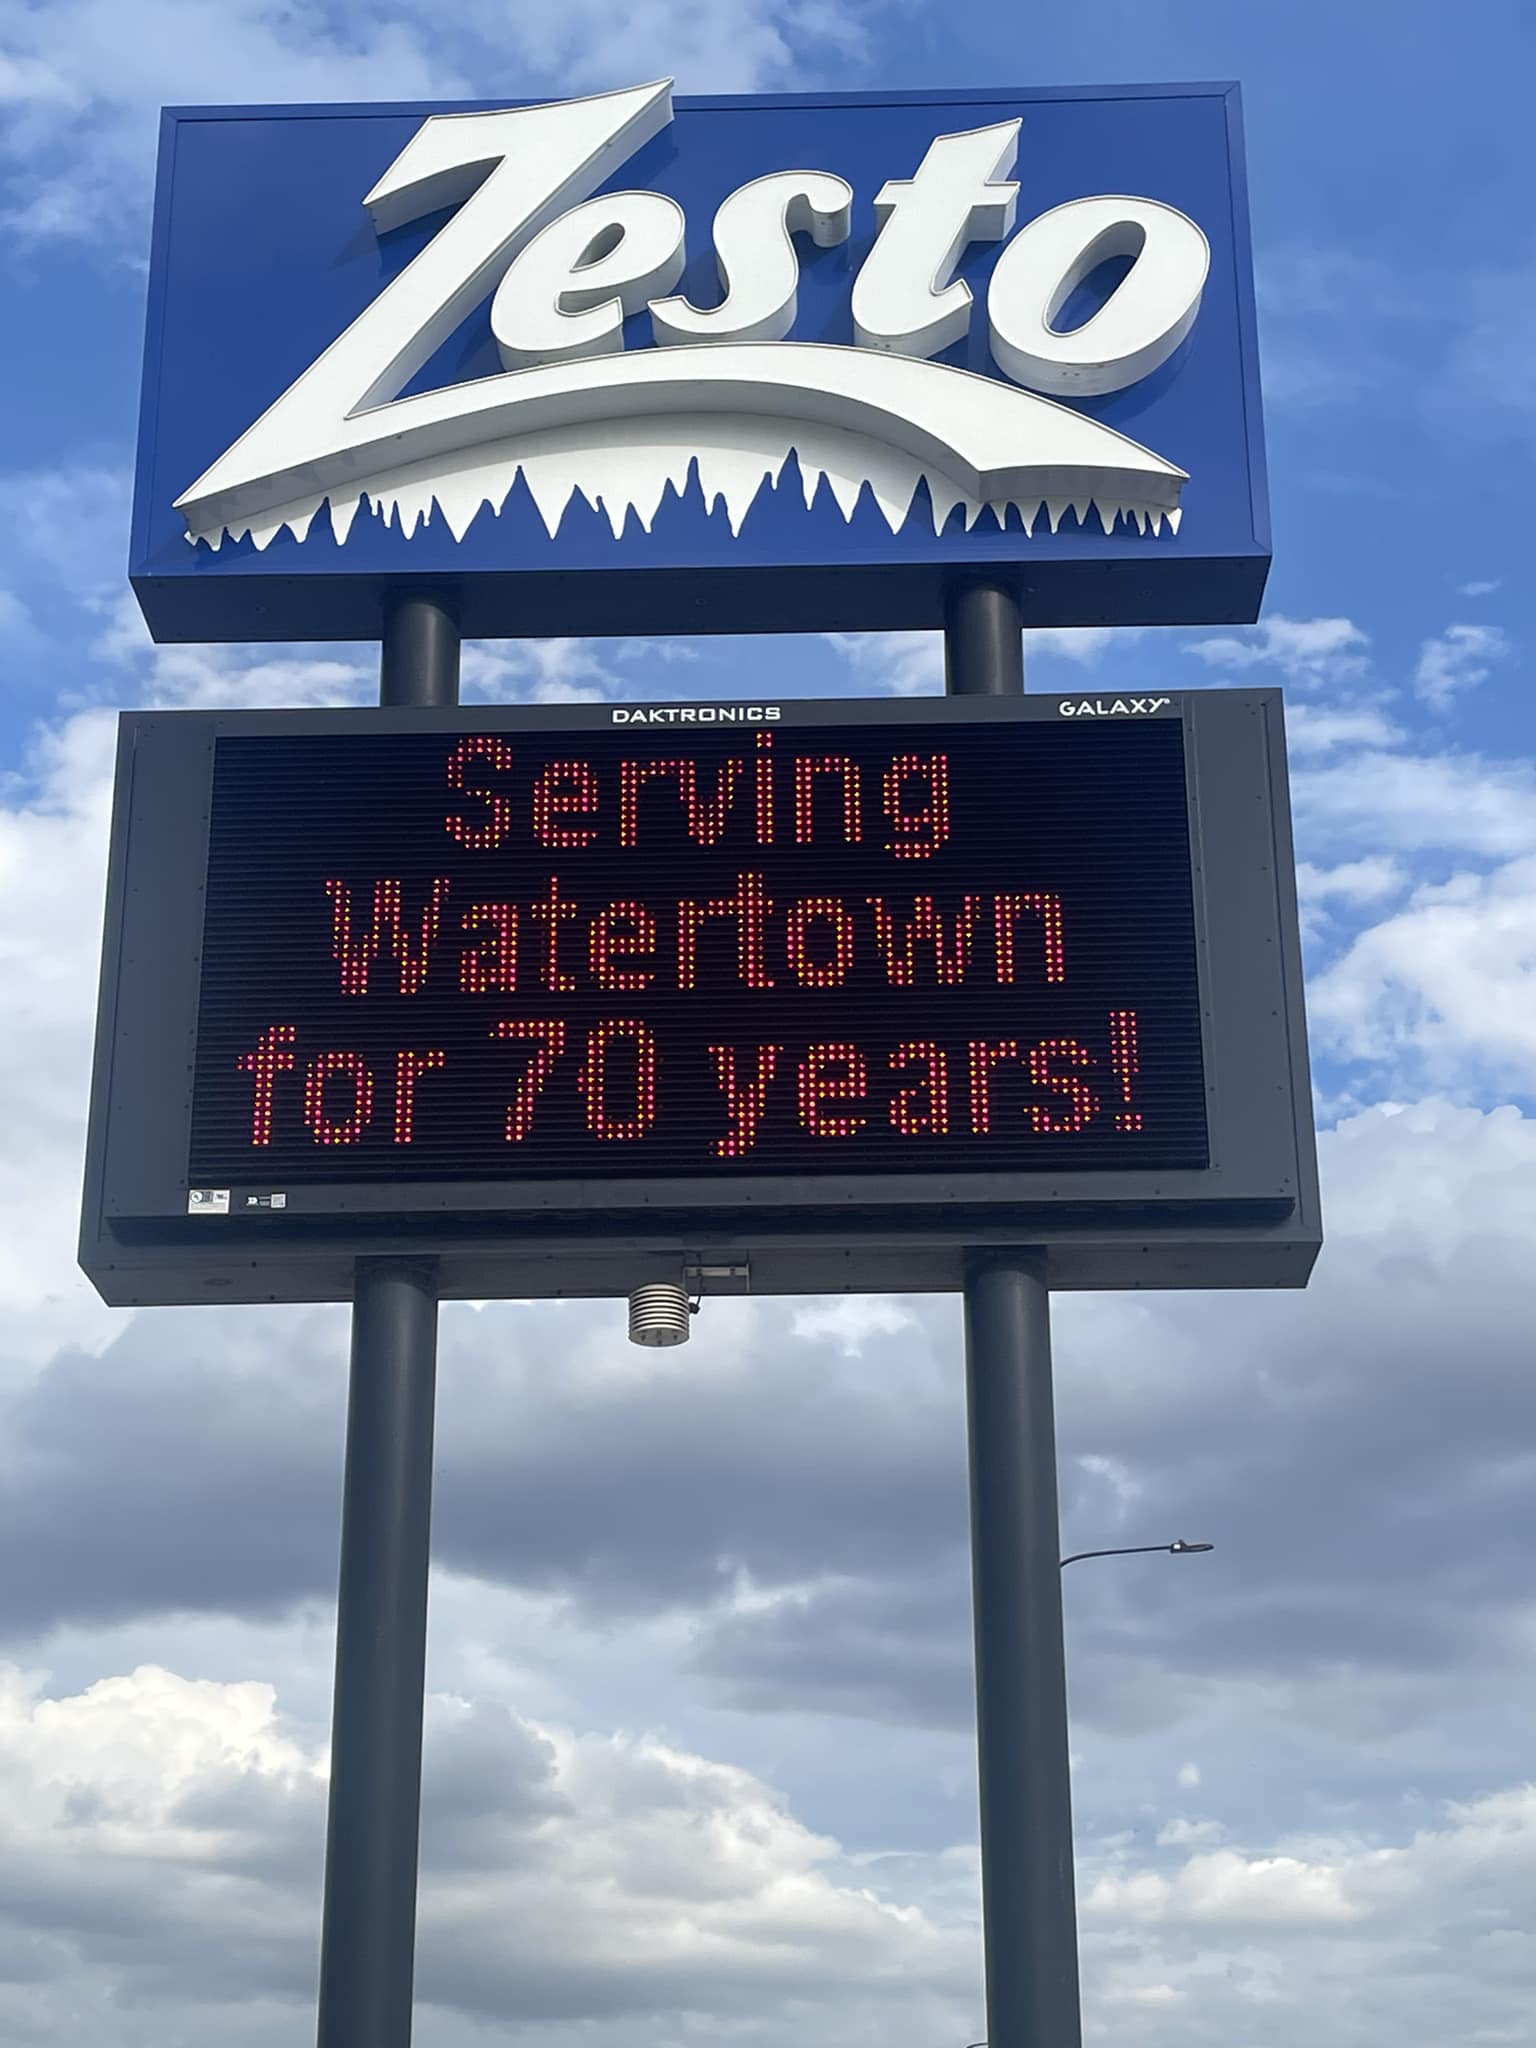 Zesto
DAKTRONICS
GALAXY®
Serving
Watertown
for 70 years!